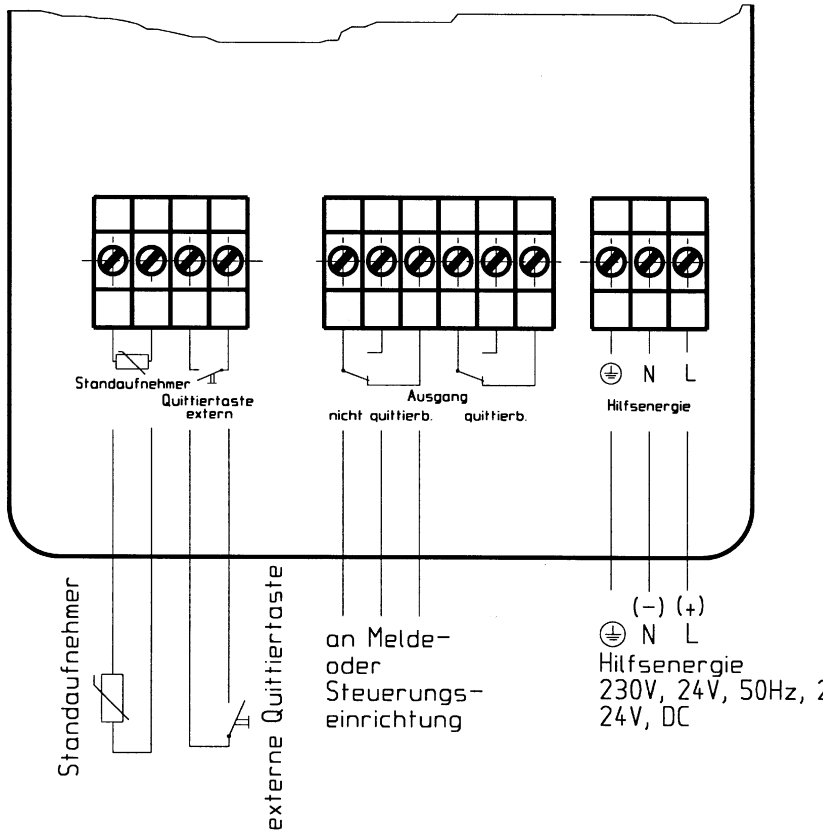 Standaufnehmer
Quittiertaste
extern
Ausgang
nicht quittierb. quittierb.
N L
Hilfsenergie
Standaufnehmer
externe Quittiertaste
an Melde-
oder
Steuerungs-
einrichtung
(-) (+)
N L
Hilfsenergie
230V, 24V, 50Hz,
24V, DC